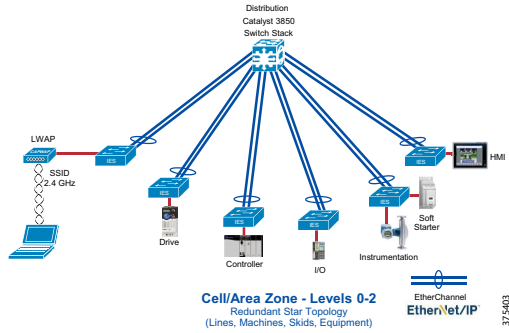 Distribution
Catalyst 3850
Switch Stack
LWAP
CAPWAP
IES
SSID
2.4 GHz
IES
Drive
IES
Controller
IES
I/O
IES
Instrumentation
Soft
Starter
IES
HMI
Cell/Area Zone - Levels 0-2
Redundant Star Topology
(Lines, Machines, Skids, Equipment)
EtherChannel
EtherNet/IP
375403